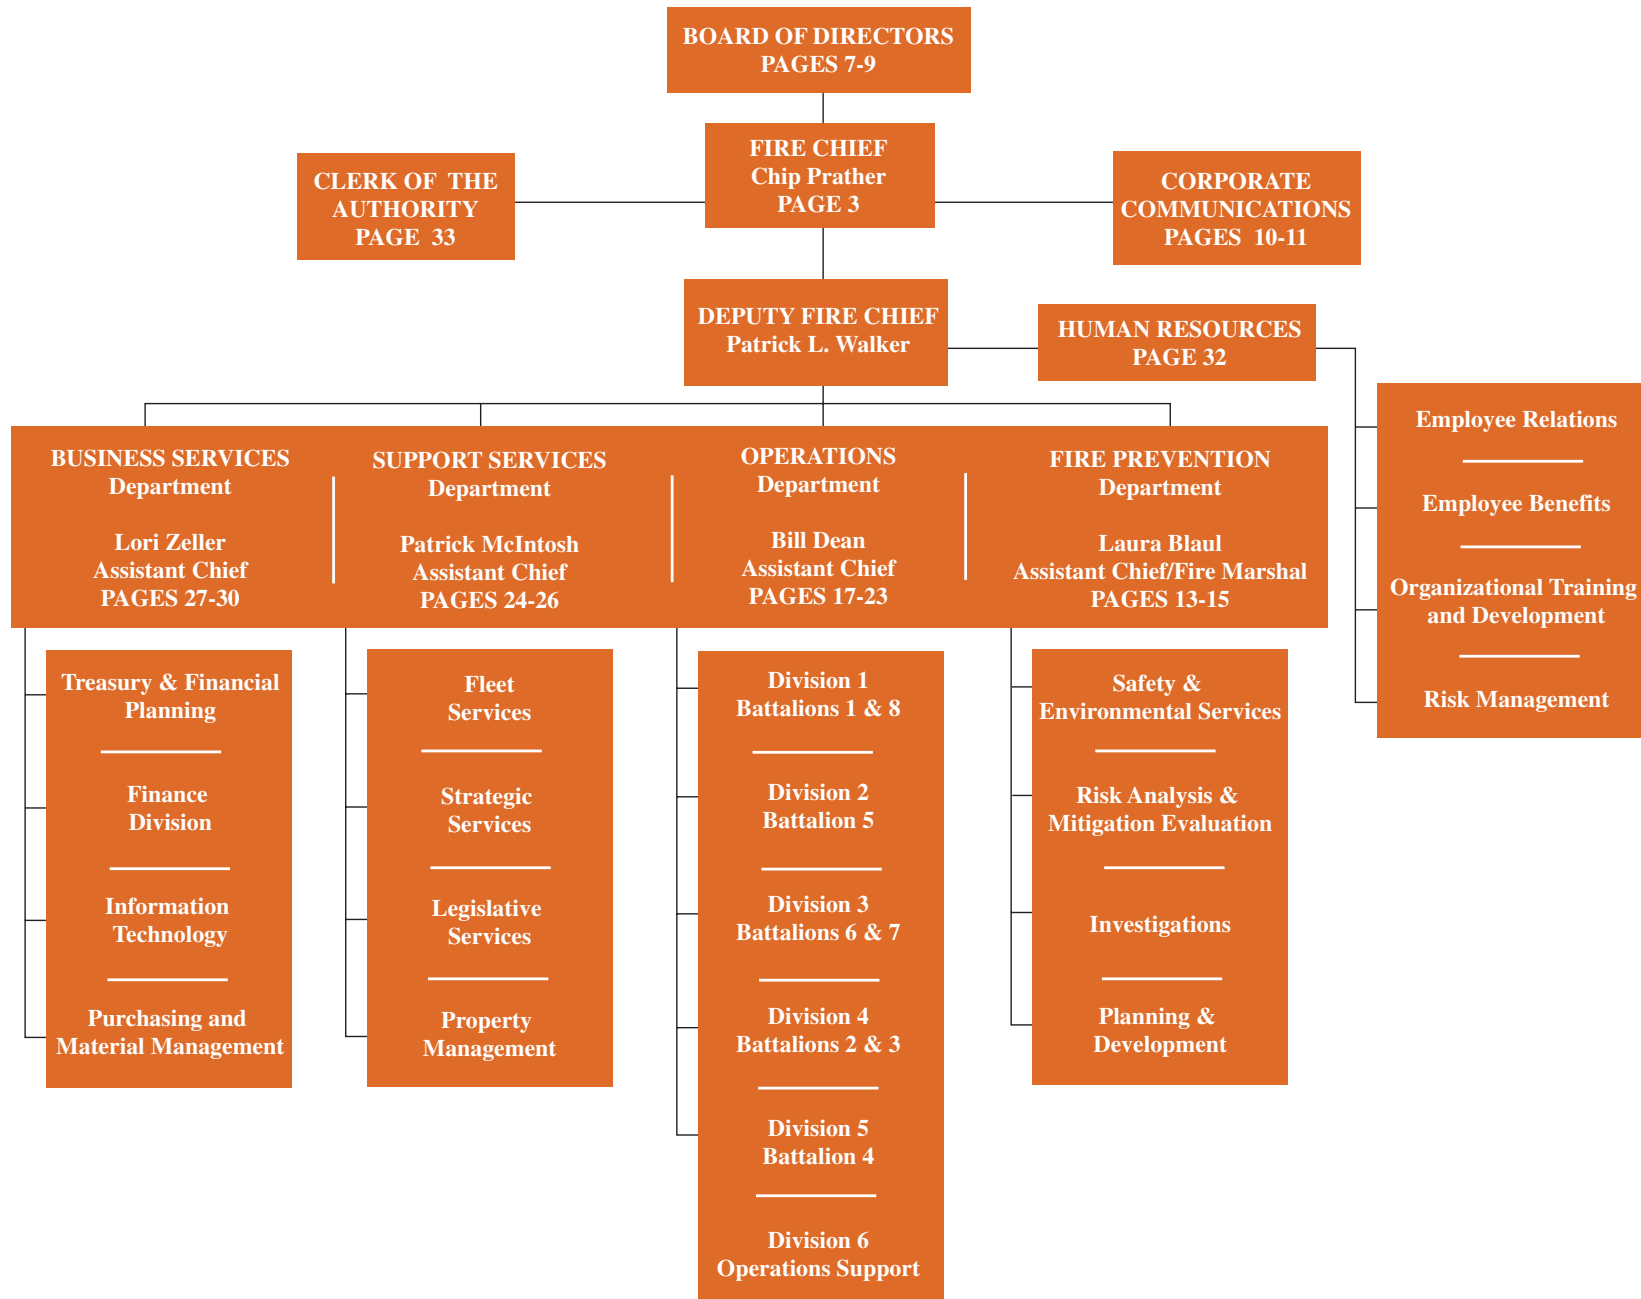 BOARD OF DIRECTORS
PAGES 7-9
FIRE CHIEF
Chip Prather
PAGE 3
CLERK OF THE
AUTHORITY
PAGE 33
CORPORATE
COMMUNICATIONS
PAGES 10-11
DEPUTY FIRE CHIEF
Patrick L. Walker
HUMAN RESOURCES
PAGE 32
Employee Relations
Employee Benefits
Organizational Training
and Development
Risk Management
BUSINESS SERVICES
Department
Lori Zeller
Assistant Chief
PAGES 27-30
SUPPORT SERVICES
Department
Patrick McIntosh
Assistant Chief
PAGES 24-26
OPERATIONS
Department
Bill Dean
Assistant Chief
PAGES 17-23
FIRE PREVENTION
Department
Laura Blaul
Assistant Chief/Fire Marshal
PAGES 13-15
Treasury & Financial
Planning
Finance
Division
Information
Technology
Purchasing and
Material Management
Fleet
Services
Strategic
Services
Legislative
Services
Property
Management
Division 1
Battalions 1 & 8
Division 2
Battalion 5
Division 3
Battalions 6 & 7
Division 4
Battalions 2 & 3
Division 5
Battalion 4
Division 6
Operations Support
Safety &
Environmental Services
Risk Analysis &
Mitigation Evaluation
Investigations
Planning &
Development